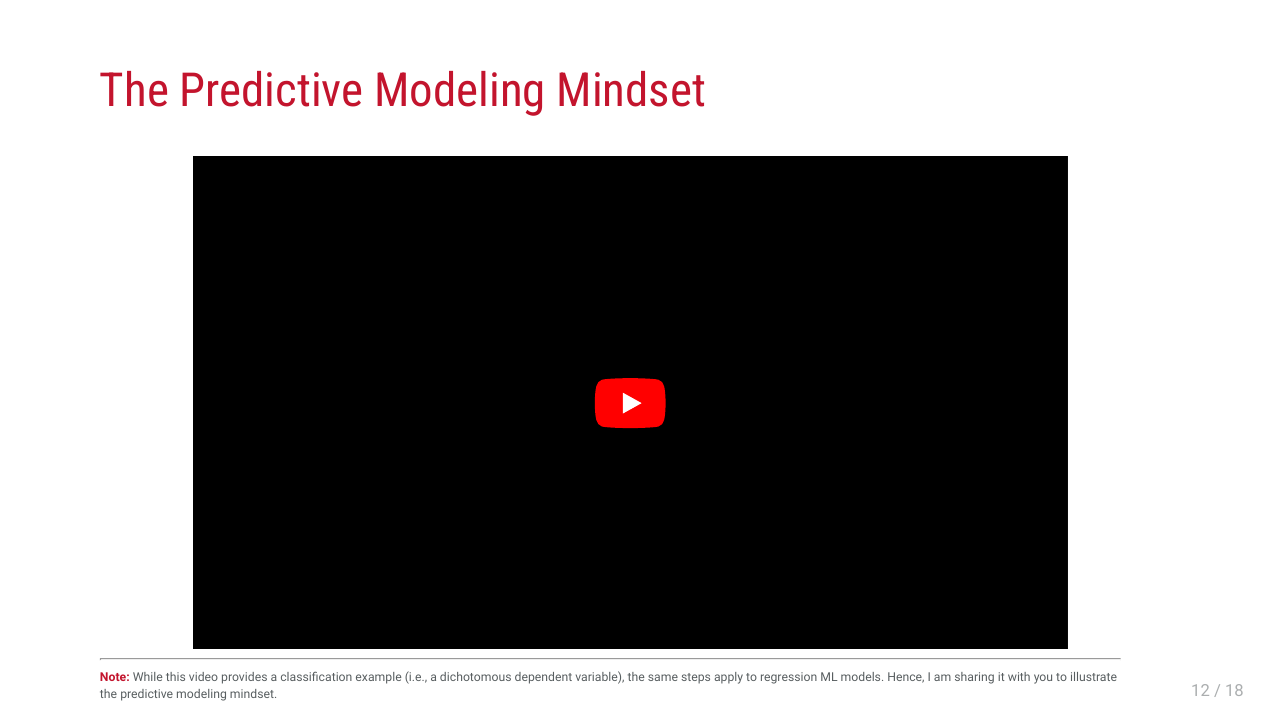 The Predictive Modeling Mindset
Note: While this video provides a classification example (i.e., a dichotomous dependent variable), the same steps apply to regression ML models. Hence, I am sharing it with you to illustrate
the predictive modeling mindset.
12 / 18